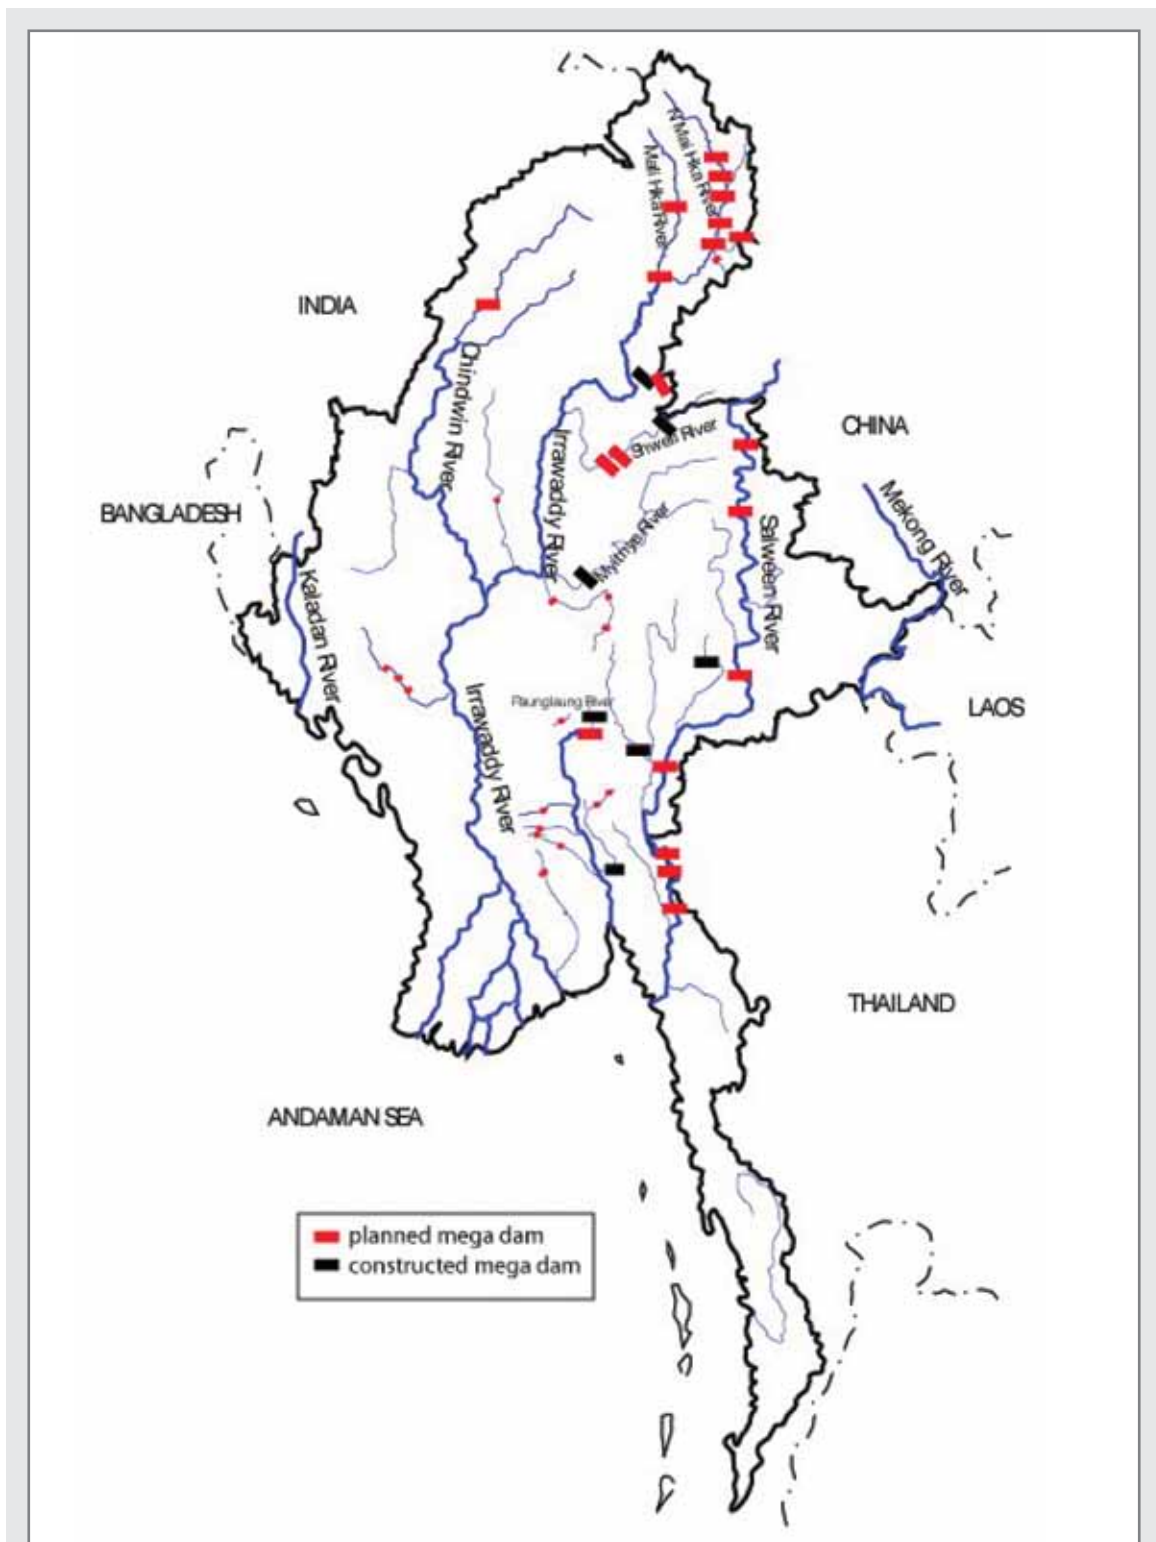 N'Mai Hka River
Mali Hka River
INDIA
Chindwin River
CHINA
Shweli River
Irrawaddy River
Mekong River
BANGLADESH
Myithye River
Salween River
Kaladan River
Paunglaung River
LAOS
Irrawaddy River
THAILAND
ANDAMAN SEA
planned mega dam
constructed mega dam